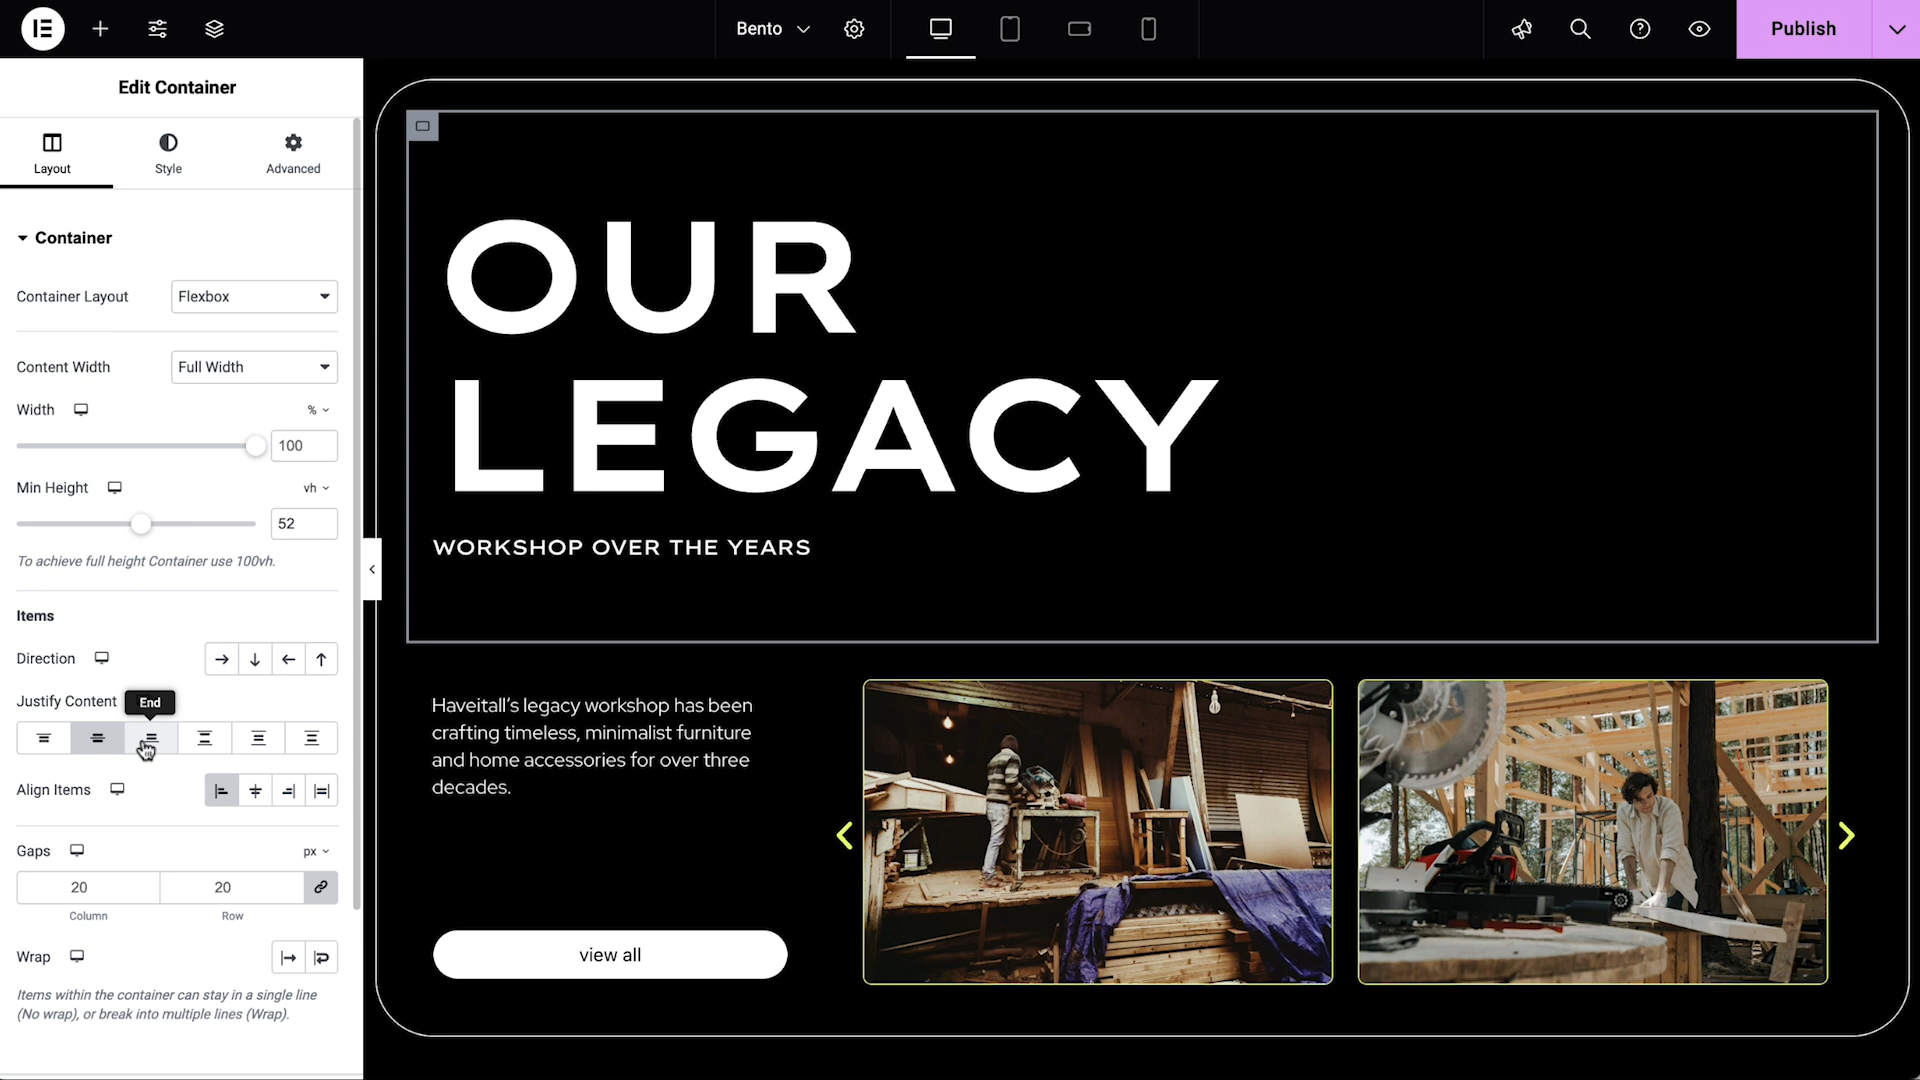 Bento
Publish
Edit Container
Layout
Style
Advanced
Container
Container Layout
Flexbox
Content Width
Full Width
Width
%
100
Min Height
vh
52
To achieve full height Container use 100vh.
Items
Direction
Justify Content
End
Align Items
Gaps
px
20
20
Column
Row
Wrap
Items within the container can stay in a single line
(No wrap), or break into multiple lines (Wrap).
OUR
LEGACY
WORKSHOP OVER THE YEARS
Haveitall's legacy workshop has been
crafting timeless, minimalist furniture
and home accessories for over three
decades.
view all